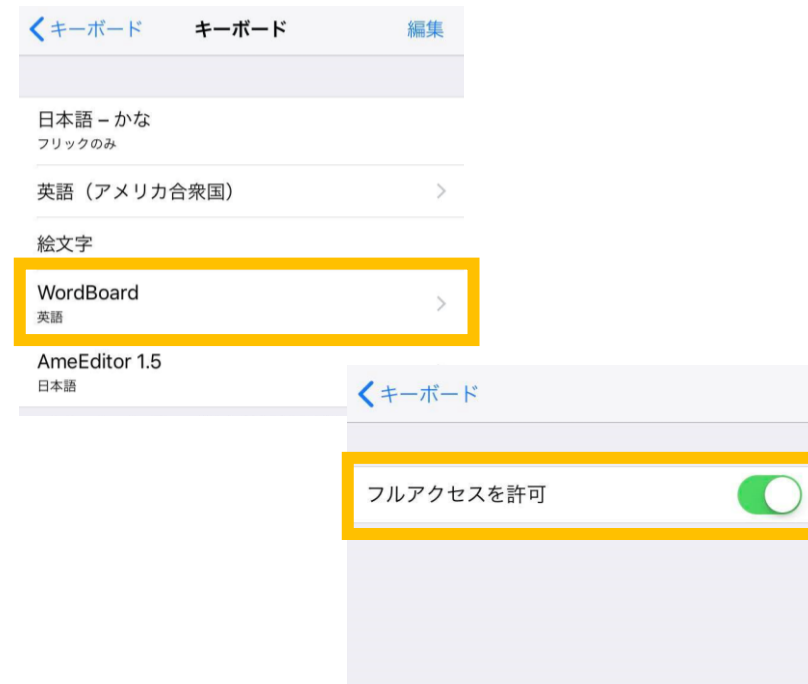 キーボード キーボード 編集
日本語 – かな
フリックのみ
英語（アメリカ合衆国）
絵文字
WordBoard
英語
AmeEditor 1.5
日本語
キーボード
フルアクセスを許可